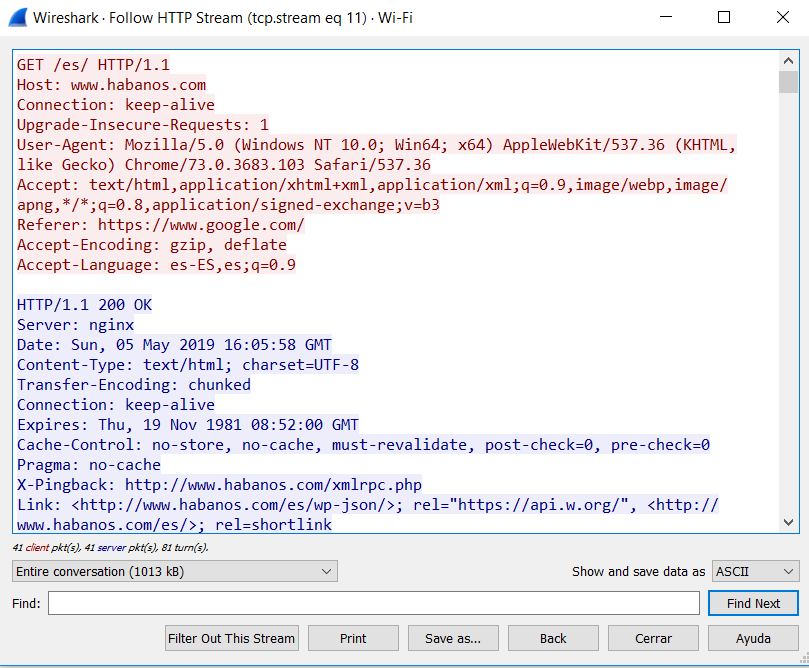 Wireshark · Follow HTTP Stream (tcp.stream eq 11) · Wi-Fi
GET /es/ HTTP/1.1
Host: www.habanos.com
Connection: keep-alive
Upgrade-Insecure-Requests: 1
User-Agent: Mozilla/5.0 (Windows NT 10.0; Win64; x64) AppleWebKit/537.36 (KHTML,
like Gecko) Chrome/73.0.3683.103 Safari/537.36
Accept: text/html,application/xhtml+xml,application/xml;q=0.9,image/webp,image/
apng,*/*;q=0.8,application/signed-exchange;v=b3
Referer: https://www.google.com/
Accept-Encoding: gzip, deflate
Accept-Language: es-ES,es;q=0.9
HTTP/1.1 200 OK
Server: nginx
Date: Sun, 05 May 2019 16:05:58 GMT
Content-Type: text/html; charset=UTF-8
Transfer-Encoding: chunked
Connection: keep-alive
Expires: Thu, 19 Nov 1981 08:52:00 GMT
Cache-Control: no-store, no-cache, must-revalidate, post-check=0, pre-check=0
Pragma: no-cache
X-Pingback: http://www.habanos.com/xmlrpc.php
Link: <http://www.habanos.com/es/wp-json/>; rel="https://api.w.org/", <http://
www.habanos.com/es/>; rel=shortlink
41 client pkt(s), 41 server pkt(s), 81 turn(s).
Entire conversation (1013 kB) Show and save data as ASCII
Find: Find Next
Filter Out This Stream Print Save as... Back Cerrar Ayuda